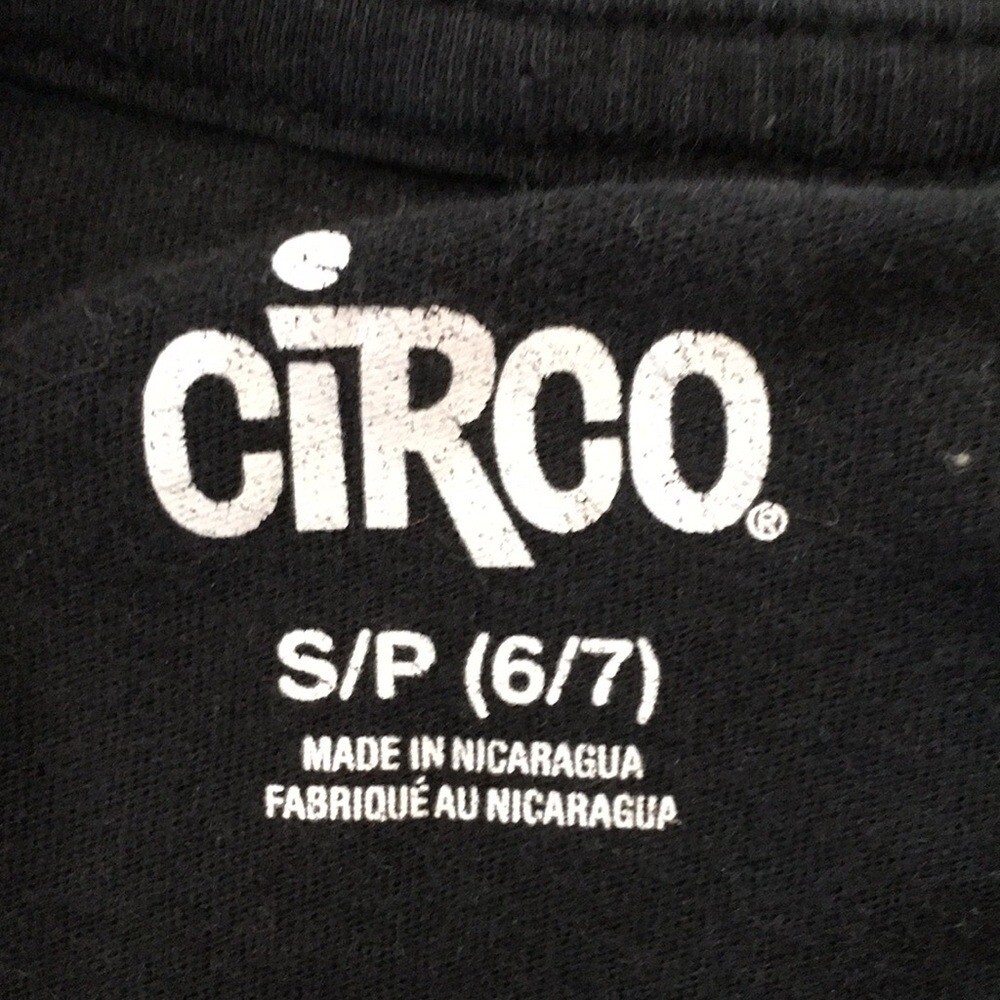 CiRCO®
S/P (6/7)
MADE IN NICARAGUA
FABRIQUÉ AU NICARAGUA